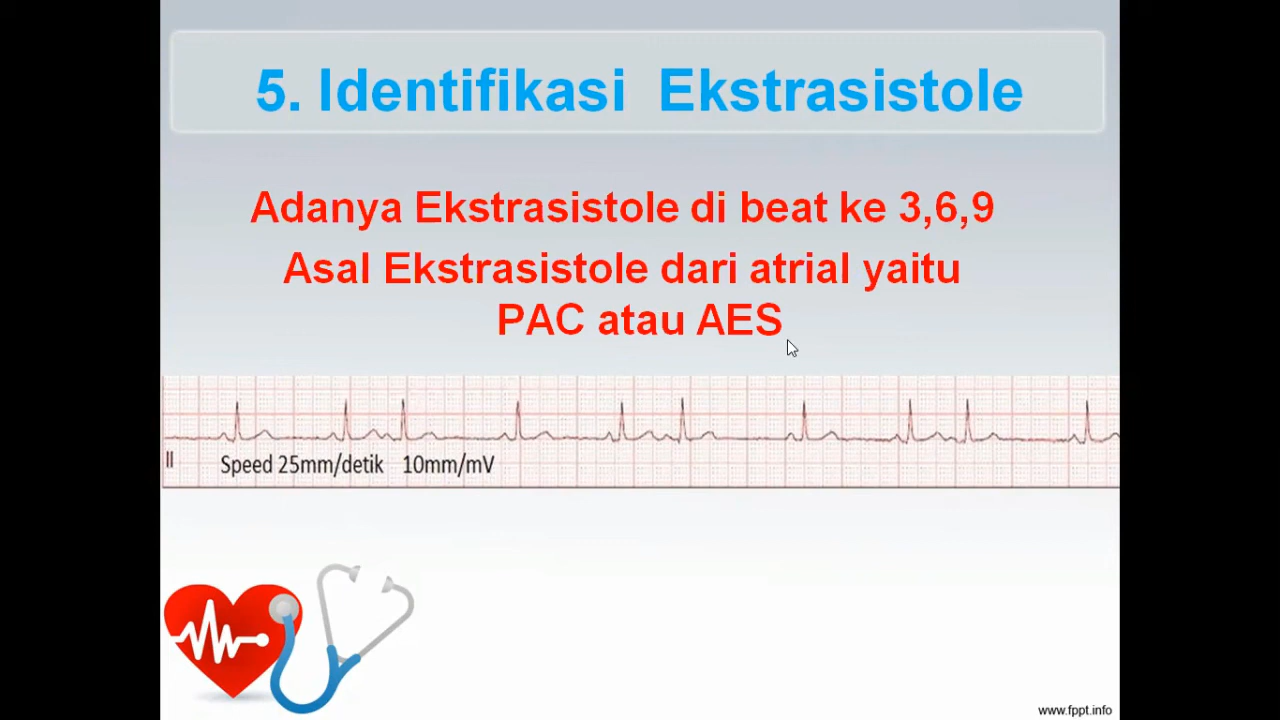 5. Identifikasi Ekstrasistole
Adanya Ekstrasistole di beat ke 3,6,9
Asal Ekstrasistole dari atrial yaitu
PAC atau AES
II
Speed 25mm/detik 10mm/mV
www.fppt.info